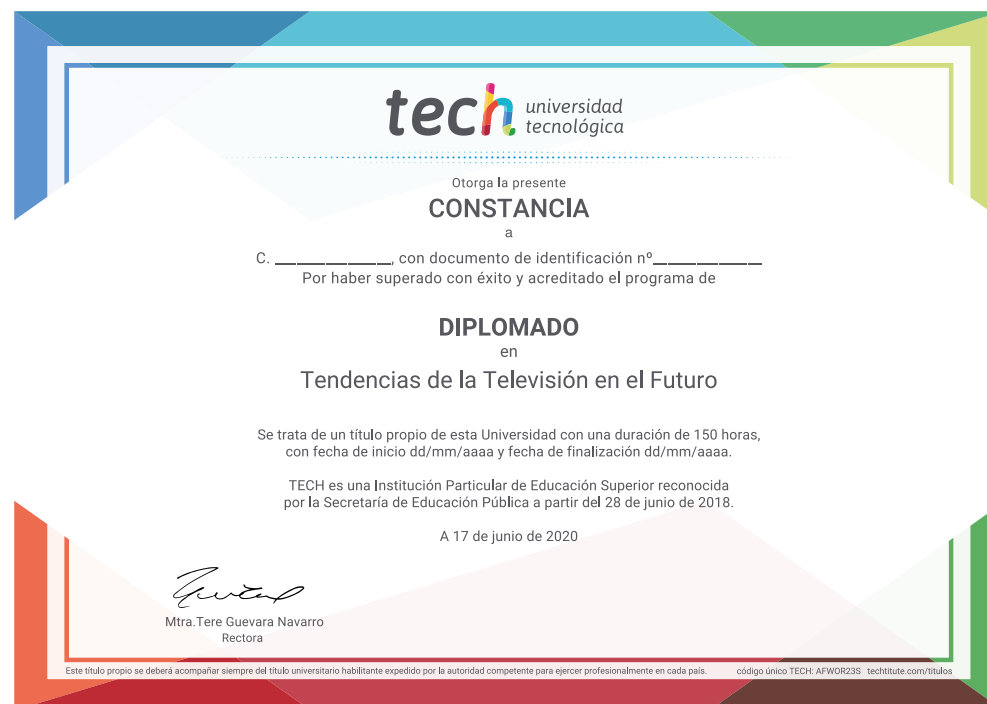 tech universidad
tecnológica
Otorga la presente
CONSTANCIA
a
C. ______________, con documento de identificación nº_____________
Por haber superado con éxito y acreditado el programa de
DIPLOMADO
en
Tendencias de la Televisión en el Futuro
Se trata de un título propio de esta Universidad con una duración de 150 horas,
con fecha de inicio dd/mm/aaaa y fecha de finalización dd/mm/aaaa.
TECH es una Institución Particular de Educación Superior reconocida
por la Secretaría de Educación Pública a partir del 28 de junio de 2018.
A 17 de junio de 2020
Mtra.Tere Guevara Navarro
Rectora
Este título propio se deberá acompañar siempre del título universitario habilitante expedido por la autoridad competente para ejercer profesionalmente en cada país. código único TECH: AFWOR23S techtitute.com/titulos